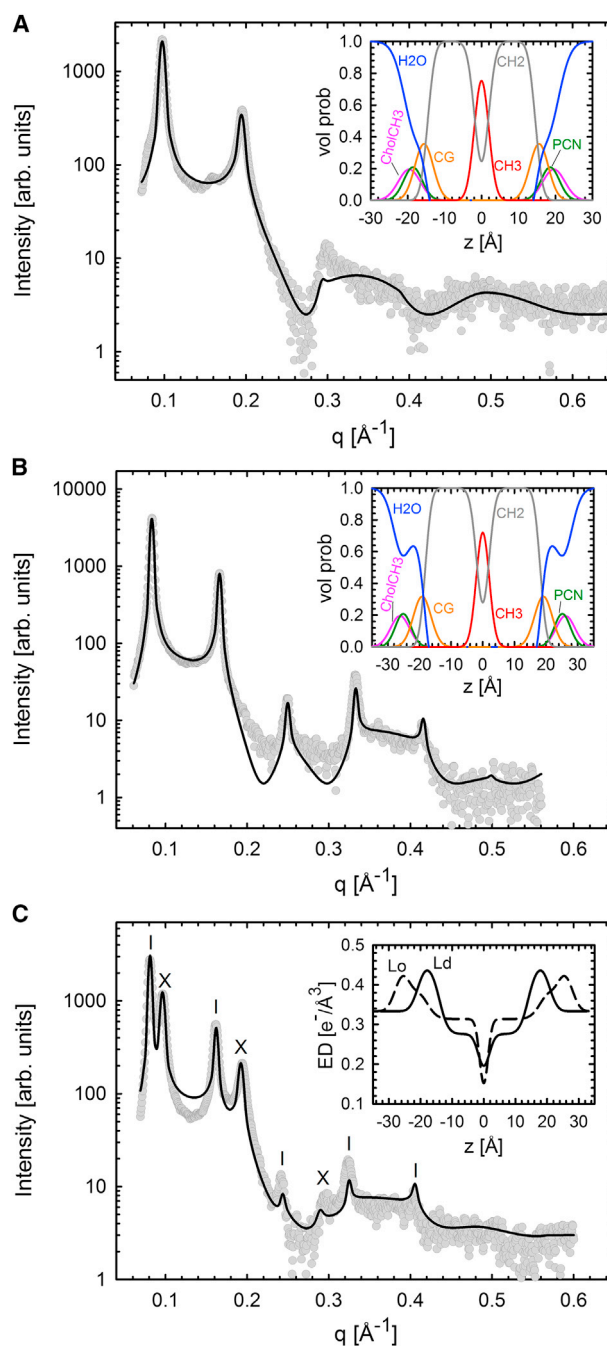 A
Intensity [arb. units]
1000
100
10
1
0.1 0.2 0.3 0.4 0.5 0.6
q [Å⁻¹]
vol prob
1.0
0.8
0.6
0.4
0.2
0.0
H2O
CH2
CholCH3
CG
CH3
PCN
-30 -20 -10 0 10 20 30
z [Å]
B
Intensity [arb. units]
10000
1000
100
10
1
0.1 0.2 0.3 0.4 0.5 0.6
q [Å⁻¹]
vol prob
1.0
0.8
0.6
0.4
0.2
0.0
H2O
CH2
CholCH3
CG
CH3
PCN
-30 -20 -10 0 10 20 30
z [Å]
C
Intensity [arb. units]
1000
100
10
1
I X I X I X I I
0.1 0.2 0.3 0.4 0.5 0.6
q [Å⁻¹]
ED [e⁻/Å³]
0.5
0.4
0.3
0.2
0.1
Lo Ld
-30 -20 -10 0 10 20 30
z [Å]